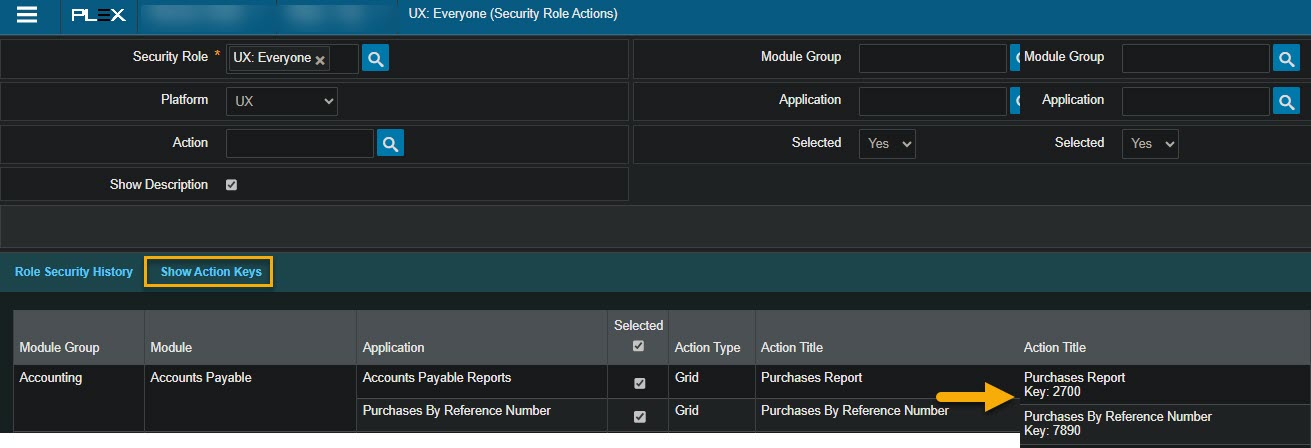 PLEX UX: Everyone (Security Role Actions)
Security Role * UX: Everyone × Module Group Module Group
Platform UX Application Application
Action Selected Yes Selected Yes
Show Description
Role Security History Show Action Keys
Selected
Module Group Module Application Action Type Action Title Action Title
Accounting Accounts Payable Accounts Payable Reports Grid Purchases Report Purchases Report
Key: 2700
Purchases By Reference Number Grid Purchases By Reference Number Purchases By Reference Number
Key: 7890